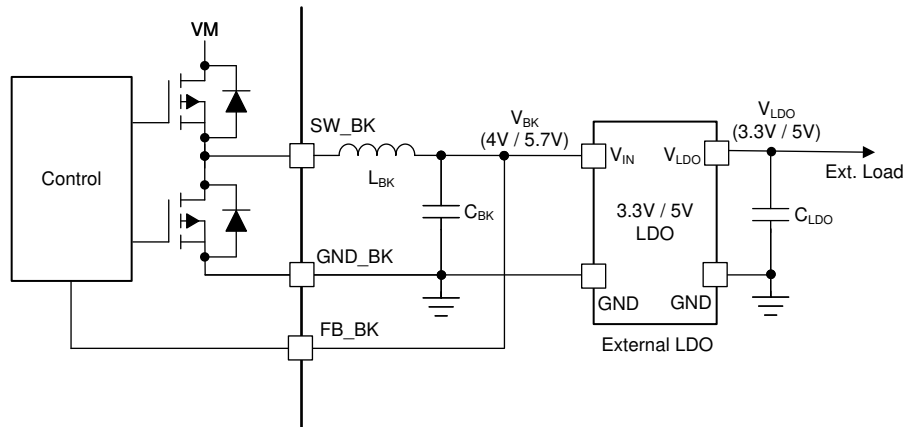 VM
SW_BK
V_BK
(4V / 5.7V)
V_LDO
(3.3V / 5V)
Control
L_BK
V_IN
V_LDO
Ext. Load
C_BK
3.3V / 5V
LDO
C_LDO
GND_BK
GND
GND
FB_BK
External LDO